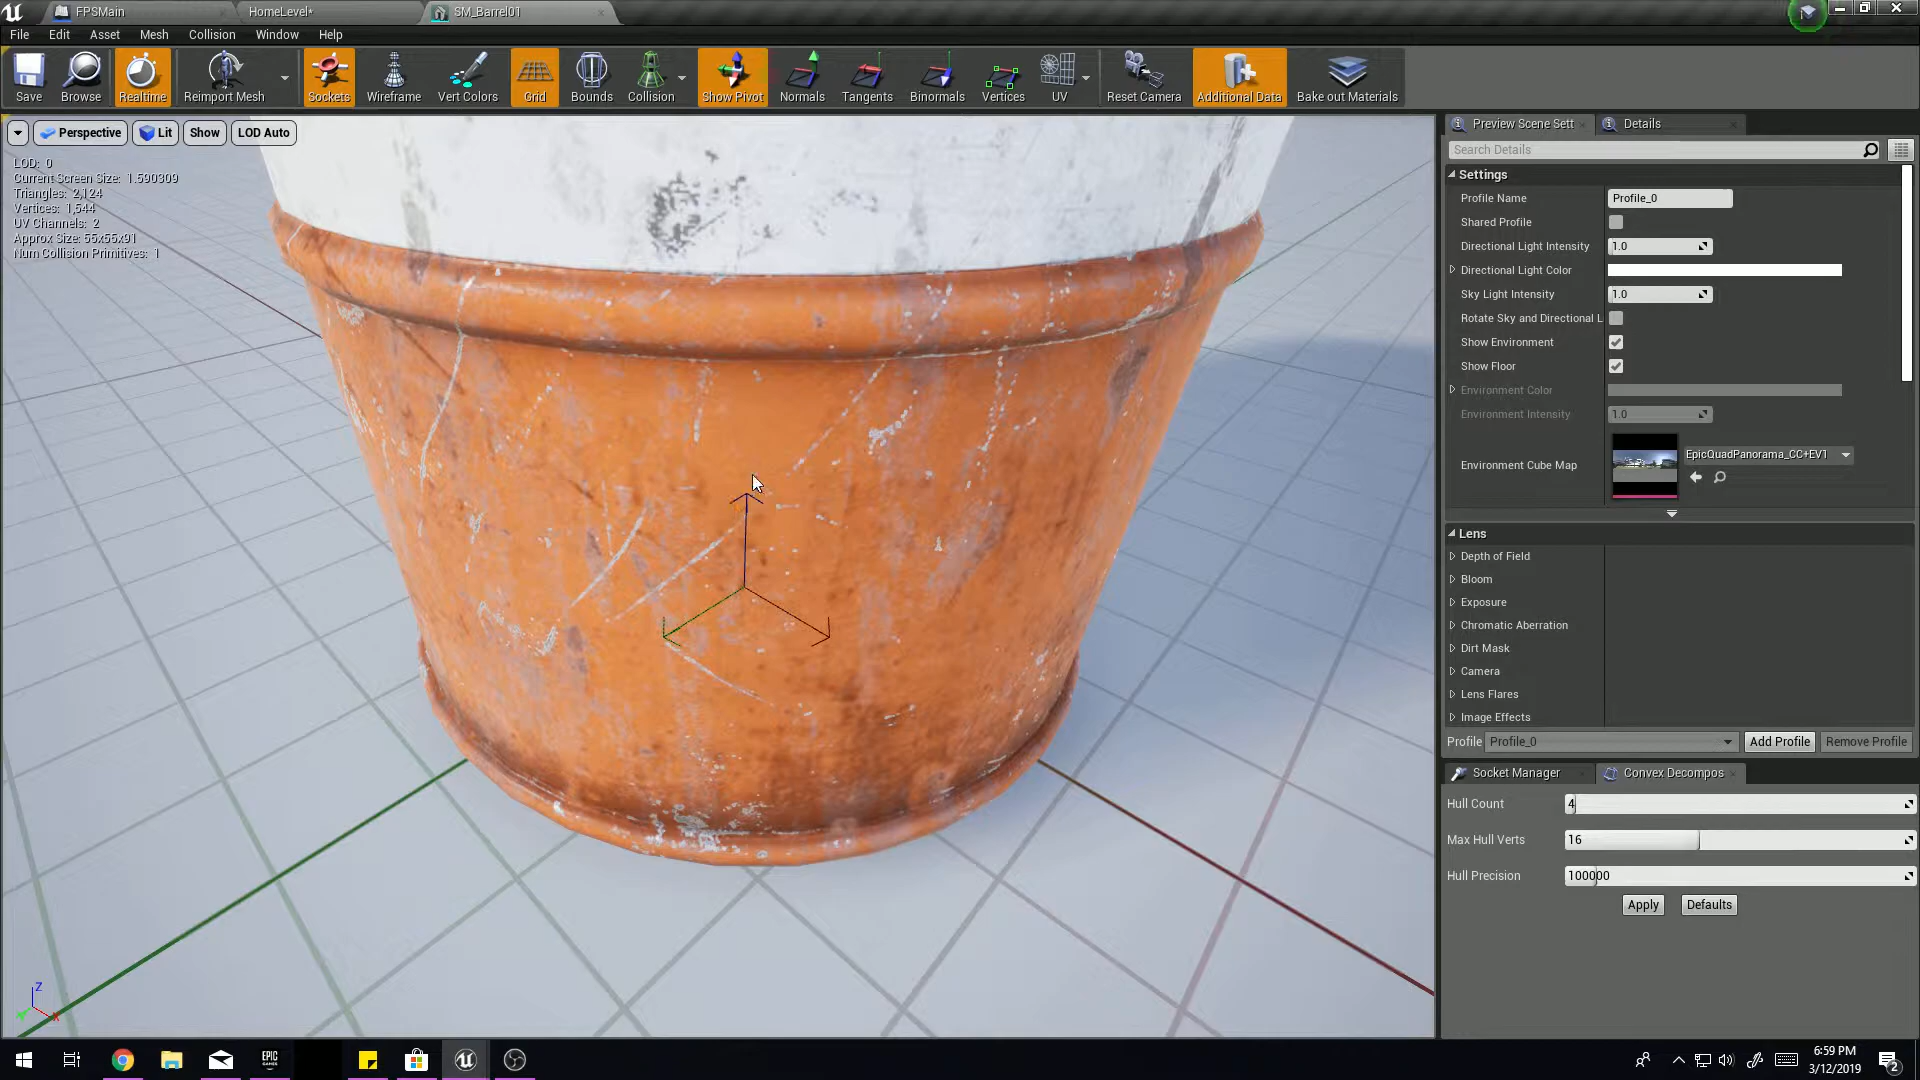 FPSMain
HomeLevel*
SM_Barrel01
File Edit Asset Mesh Collision Window Help
Save Browse Realtime Reimport Mesh Sockets Wireframe Vert Colors Grid Bounds Collision Show Pivot Normals Tangents Binormals Vertices UV Reset Camera Additional Data Bake out Materials
Perspective Lit Show LOD Auto
LOD: 0
Current Screen Size: 1.590309
Triangles: 2,124
Vertices: 1,544
UV Channels: 2
Approx Size: 55x55x91
Num Collision Primitives: 1
Z
X
Preview Scene Sett
Details
Search Details
Settings
Profile Name Profile_0
Shared Profile
Directional Light Intensity 1.0
Directional Light Color
Sky Light Intensity 1.0
Rotate Sky and Directional L
Show Environment
Show Floor
Environment Color
Environment Intensity 1.0
Environment Cube Map EpicQuadPanorama_CC+EV1
Lens
Depth of Field
Bloom
Exposure
Chromatic Aberration
Dirt Mask
Camera
Lens Flares
Image Effects
Profile Profile_0 Add Profile Remove Profile
Socket Manager Convex Decompos
Hull Count 4
Max Hull Verts 16
Hull Precision 100000
Apply Defaults
EPIC GAMES
6:59 PM
3/12/2019
2